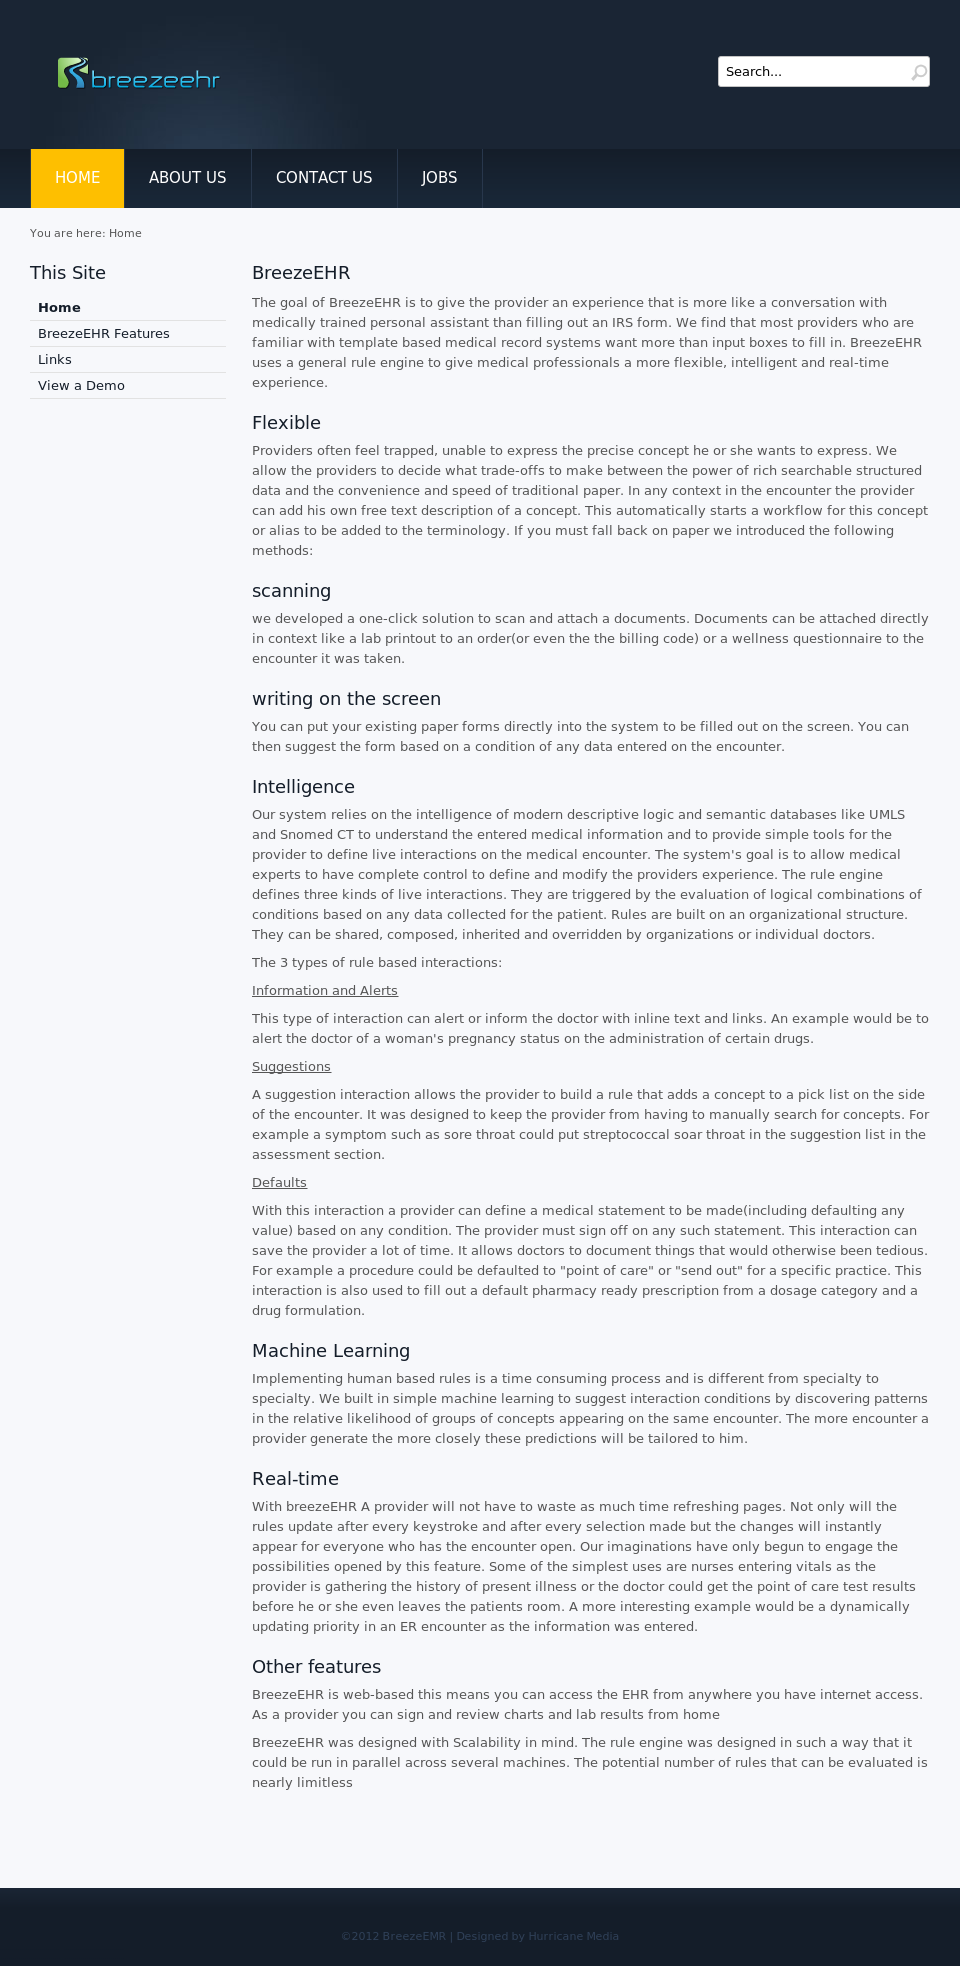 breezeehr
Search...
HOME
ABOUT US
CONTACT US
JOBS
You are here: Home
This Site
Home
BreezeEHR Features
Links
View a Demo
BreezeEHR
The goal of BreezeEHR is to give the provider an experience that is more like a conversation with
medically trained personal assistant than filling out an IRS form. We find that most providers who are
familiar with template based medical record systems want more than input boxes to fill in. BreezeEHR
uses a general rule engine to give medical professionals a more flexible, intelligent and real-time
experience.
Flexible
Providers often feel trapped, unable to express the precise concept he or she wants to express. We
allow the providers to decide what trade-offs to make between the power of rich searchable structured
data and the convenience and speed of traditional paper. In any context in the encounter the provider
can add his own free text description of a concept. This automatically starts a workflow for this concept
or alias to be added to the terminology. If you must fall back on paper we introduced the following
methods:
scanning
we developed a one-click solution to scan and attach a documents. Documents can be attached directly
in context like a lab printout to an order(or even the the billing code) or a wellness questionnaire to the
encounter it was taken.
writing on the screen
You can put your existing paper forms directly into the system to be filled out on the screen. You can
then suggest the form based on a condition of any data entered on the encounter.
Intelligence
Our system relies on the intelligence of modern descriptive logic and semantic databases like UMLS
and Snomed CT to understand the entered medical information and to provide simple tools for the
provider to define live interactions on the medical encounter. The system's goal is to allow medical
experts to have complete control to define and modify the providers experience. The rule engine
defines three kinds of live interactions. They are triggered by the evaluation of logical combinations of
conditions based on any data collected for the patient. Rules are built on an organizational structure.
They can be shared, composed, inherited and overridden by organizations or individual doctors.
The 3 types of rule based interactions:
Information and Alerts
This type of interaction can alert or inform the doctor with inline text and links. An example would be to
alert the doctor of a woman's pregnancy status on the administration of certain drugs.
Suggestions
A suggestion interaction allows the provider to build a rule that adds a concept to a pick list on the side
of the encounter. It was designed to keep the provider from having to manually search for concepts. For
example a symptom such as sore throat could put streptococcal soar throat in the suggestion list in the
assessment section.
Defaults
With this interaction a provider can define a medical statement to be made(including defaulting any
value) based on any condition. The provider must sign off on any such statement. This interaction can
save the provider a lot of time. It allows doctors to document things that would otherwise been tedious.
For example a procedure could be defaulted to "point of care" or "send out" for a specific practice. This
interaction is also used to fill out a default pharmacy ready prescription from a dosage category and a
drug formulation.
Machine Learning
Implementing human based rules is a time consuming process and is different from specialty to
specialty. We built in simple machine learning to suggest interaction conditions by discovering patterns
in the relative likelihood of groups of concepts appearing on the same encounter. The more encounter a
provider generate the more closely these predictions will be tailored to him.
Real-time
With breezeEHR A provider will not have to waste as much time refreshing pages. Not only will the
rules update after every keystroke and after every selection made but the changes will instantly
appear for everyone who has the encounter open. Our imaginations have only begun to engage the
possibilities opened by this feature. Some of the simplest uses are nurses entering vitals as the
provider is gathering the history of present illness or the doctor could get the point of care test results
before he or she even leaves the patients room. A more interesting example would be a dynamically
updating priority in an ER encounter as the information was entered.
Other features
BreezeEHR is web-based this means you can access the EHR from anywhere you have internet access.
As a provider you can sign and review charts and lab results from home
BreezeEHR was designed with Scalability in mind. The rule engine was designed in such a way that it
could be run in parallel across several machines. The potential number of rules that can be evaluated is
nearly limitless
©2012 BreezeEMR | Designed by Hurricane Media